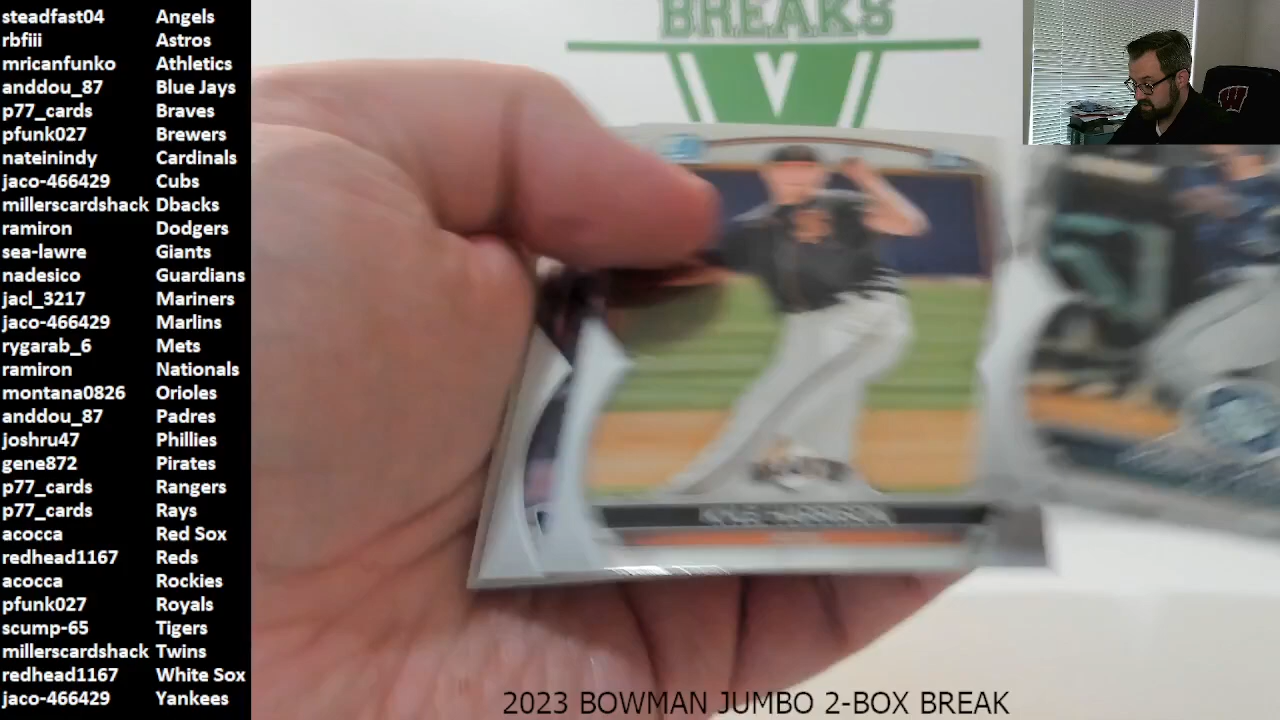 steadfast04 Angels
rbfiii Astros
mricanfunko Athletics
anddou_87 Blue Jays
p77_cards Braves
pfunk027 Brewers
nateinindy Cardinals
jaco-466429 Cubs
millerscardshack Dbacks
ramiron Dodgers
sea-lawre Giants
nadesico Guardians
jacl_3217 Mariners
jaco-466429 Marlins
rygarab_6 Mets
ramiron Nationals
montana0826 Orioles
anddou_87 Padres
joshru47 Phillies
gene872 Pirates
p77_cards Rangers
p77_cards Rays
acocca Red Sox
redhead1167 Reds
acocca Rockies
pfunk027 Royals
scump-65 Tigers
millerscardshack Twins
redhead1167 White Sox
jaco-466429 Yankees
BREAKS
V
W
KYLE HARRISON
2023 BOWMAN JUMBO 2-BOX BREAK